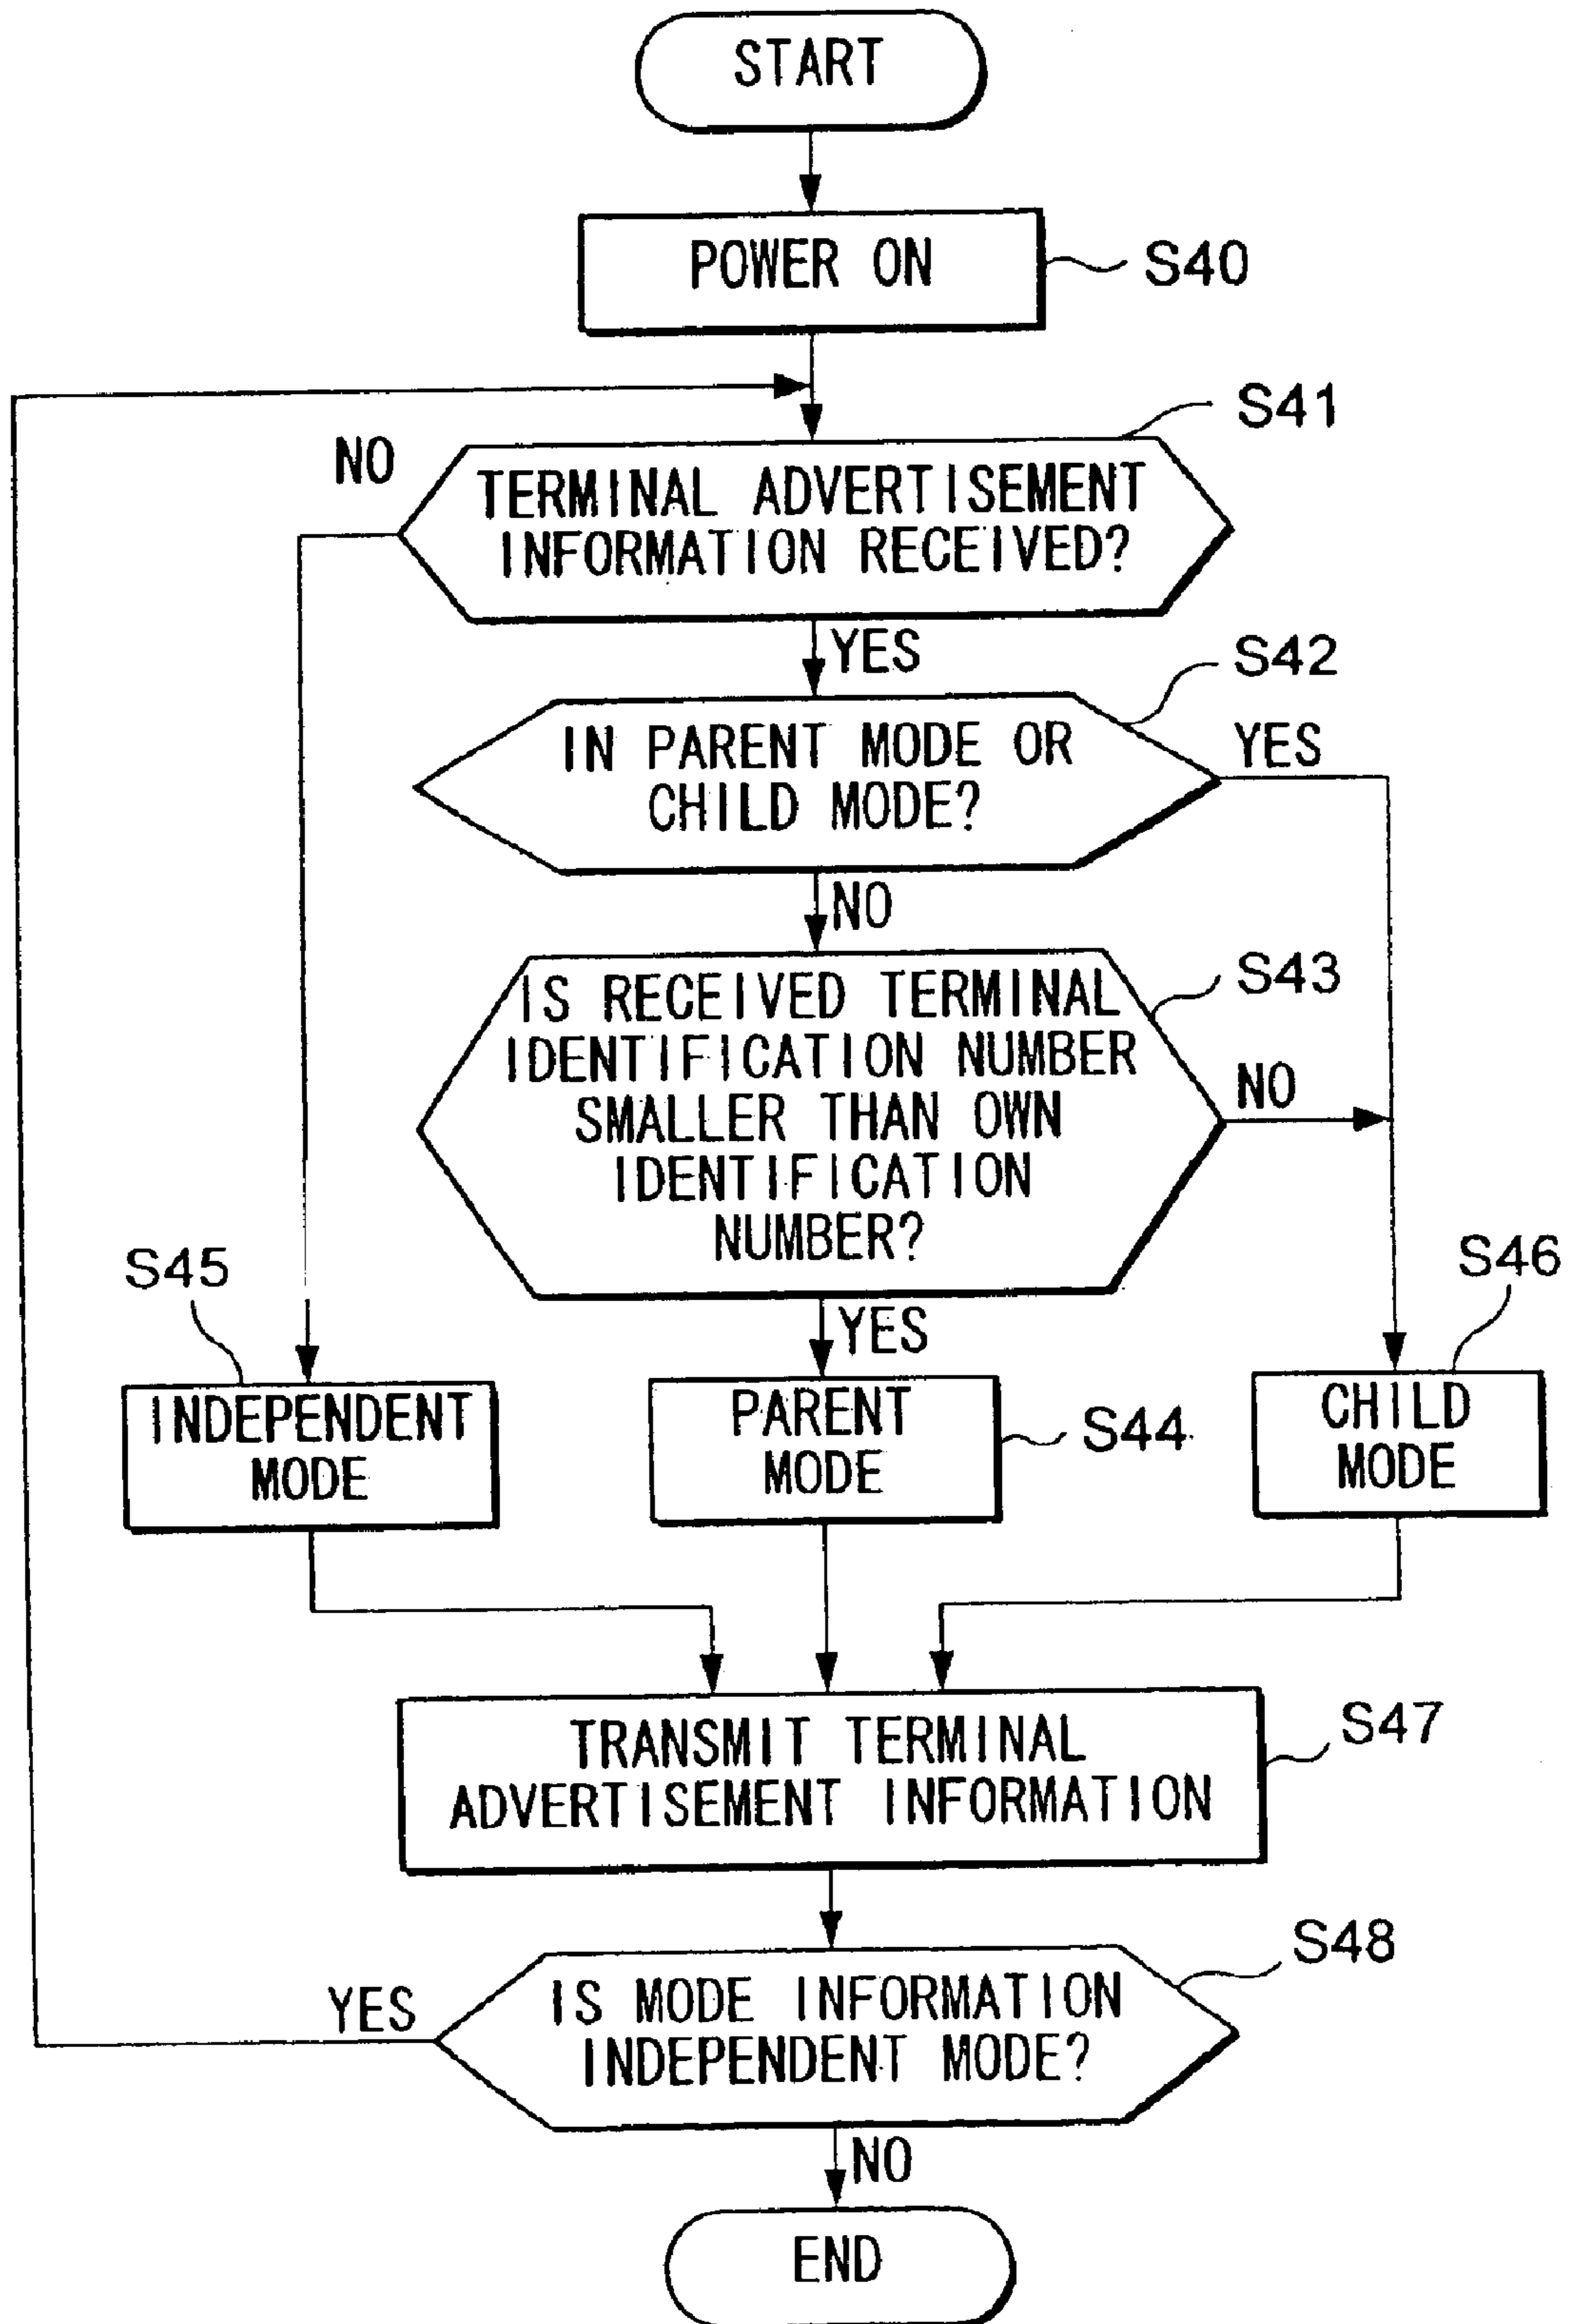 START
POWER ON
S40
S41
NO
TERMINAL ADVERTISEMENT
INFORMATION RECEIVED?
YES
S42
IN PARENT MODE OR
CHILD MODE?
YES
NO
S43
IS RECEIVED TERMINAL
IDENTIFICATION NUMBER
SMALLER THAN OWN
IDENTIFICATION
NUMBER?
NO
YES
S45
S46
INDEPENDENT
MODE
PARENT
MODE
S44
CHILD
MODE
TRANSMIT TERMINAL
ADVERTISEMENT INFORMATION
S47
S48
YES
IS MODE INFORMATION
INDEPENDENT MODE?
NO
END